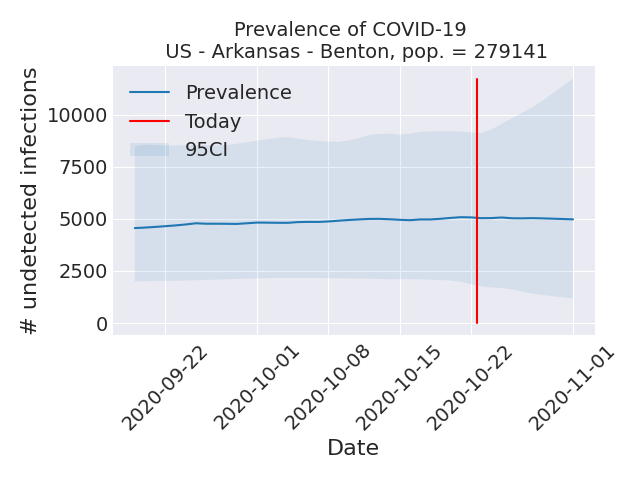 Prevalence of COVID-19
US - Arkansas - Benton, pop. = 279141
Prevalence
Today
95CI
# undetected infections
10000
7500
5000
2500
0
2020-09-22
2020-10-01
2020-10-08
2020-10-15
2020-10-22
2020-11-01
Date